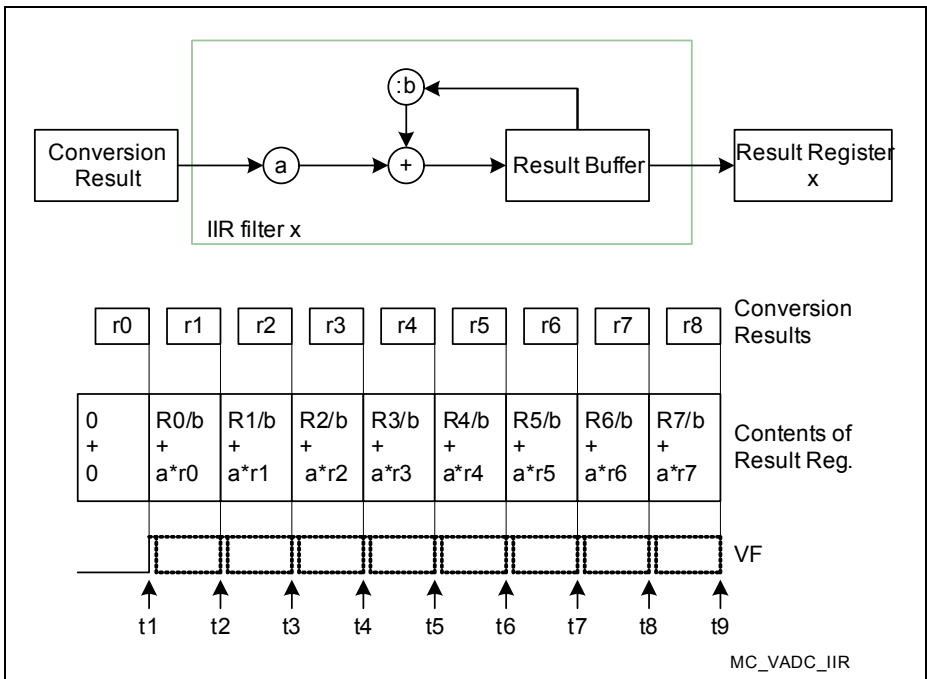 :b
Conversion
Result
a
+
Result Buffer
Result Register
x
IIR filter x
r0 r1 r2 r3 r4 r5 r6 r7 r8
Conversion
Results
0 R0/b R1/b R2/b R3/b R4/b R5/b R6/b R7/b
+ + + + + + + + +
0 a*r0 a*r1 a*r2 a*r3 a*r4 a*r5 a*r6 a*r7
Contents of
Result Reg.
VF
t1 t2 t3 t4 t5 t6 t7 t8 t9
MC_VADC_IIR